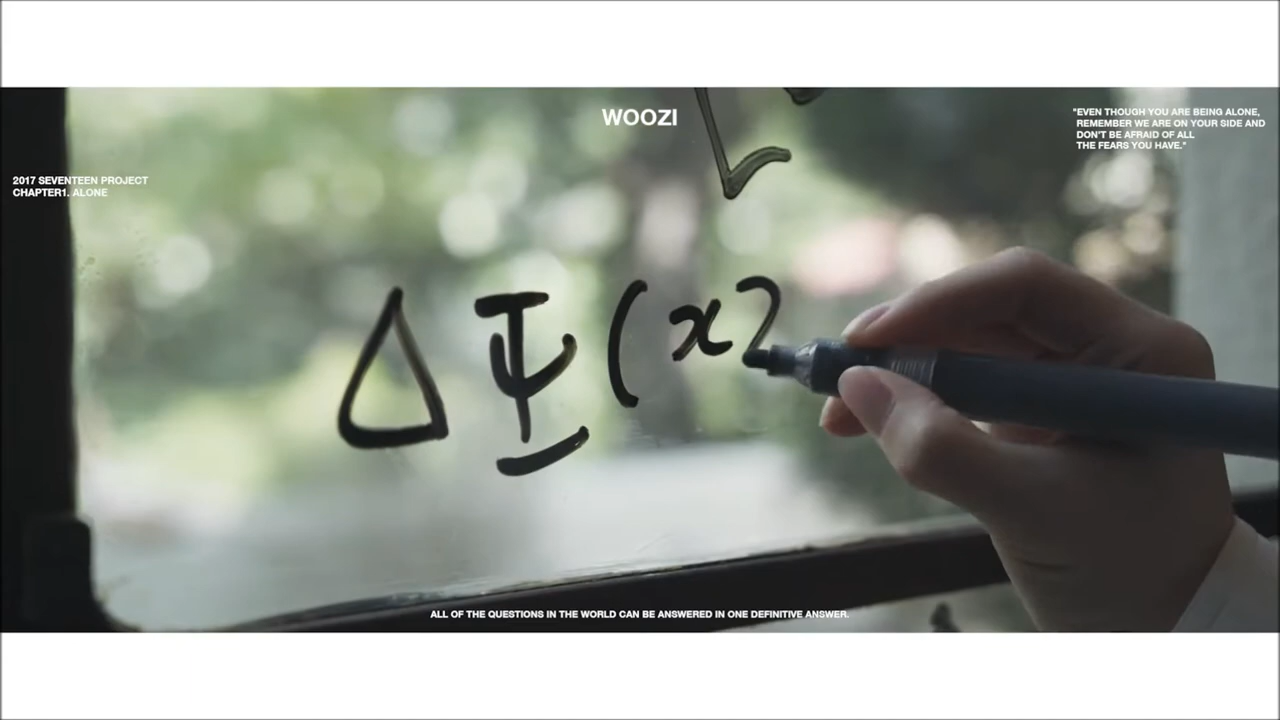 WOOZI
"EVEN THOUGH YOU ARE BEING ALONE,
REMEMBER WE ARE ON YOUR SIDE AND
DON'T BE AFRAID OF ALL
THE FEARS YOU HAVE."
2017 SEVENTEEN PROJECT
CHAPTER1. ALONE
ΔΨ(x)
ALL OF THE QUESTIONS IN THE WORLD CAN BE ANSWERED IN ONE DEFINITIVE ANSWER.